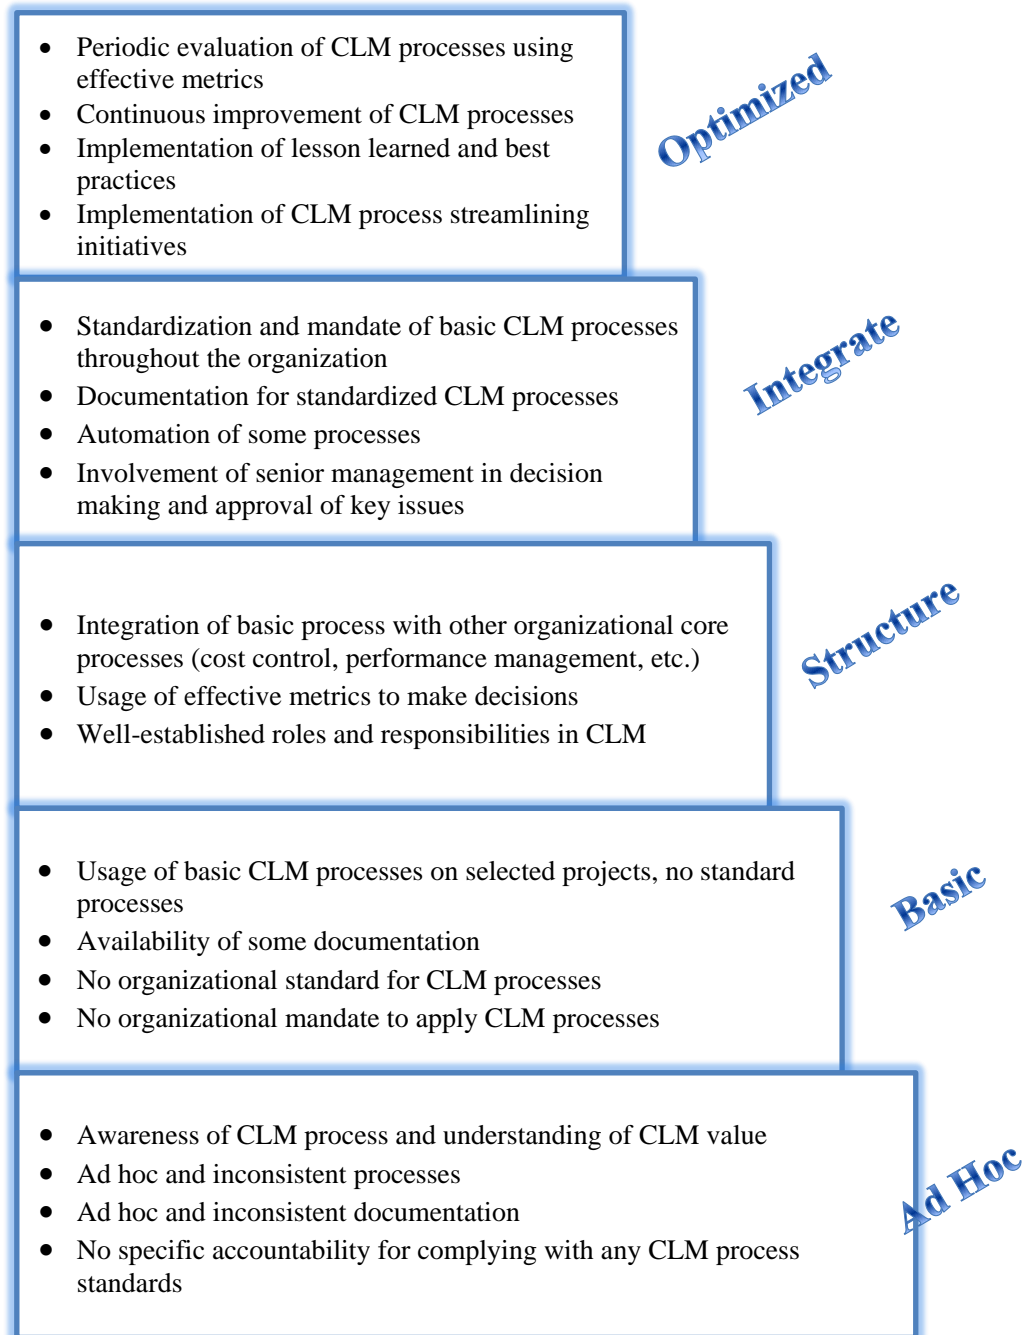 • Periodic evaluation of CLM processes using
effective metrics
• Continuous improvement of CLM processes
• Implementation of lesson learned and best
practices
• Implementation of CLM process streamlining
initiatives
Optimized
• Standardization and mandate of basic CLM processes
throughout the organization
• Documentation for standardized CLM processes
• Automation of some processes
• Involvement of senior management in decision
making and approval of key issues
Integrate
• Integration of basic process with other organizational core
processes (cost control, performance management, etc.)
• Usage of effective metrics to make decisions
• Well-established roles and responsibilities in CLM
Structure
• Usage of basic CLM processes on selected projects, no standard
processes
• Availability of some documentation
• No organizational standard for CLM processes
• No organizational mandate to apply CLM processes
Basic
• Awareness of CLM process and understanding of CLM value
• Ad hoc and inconsistent processes
• Ad hoc and inconsistent documentation
• No specific accountability for complying with any CLM process
standards
Ad Hoc